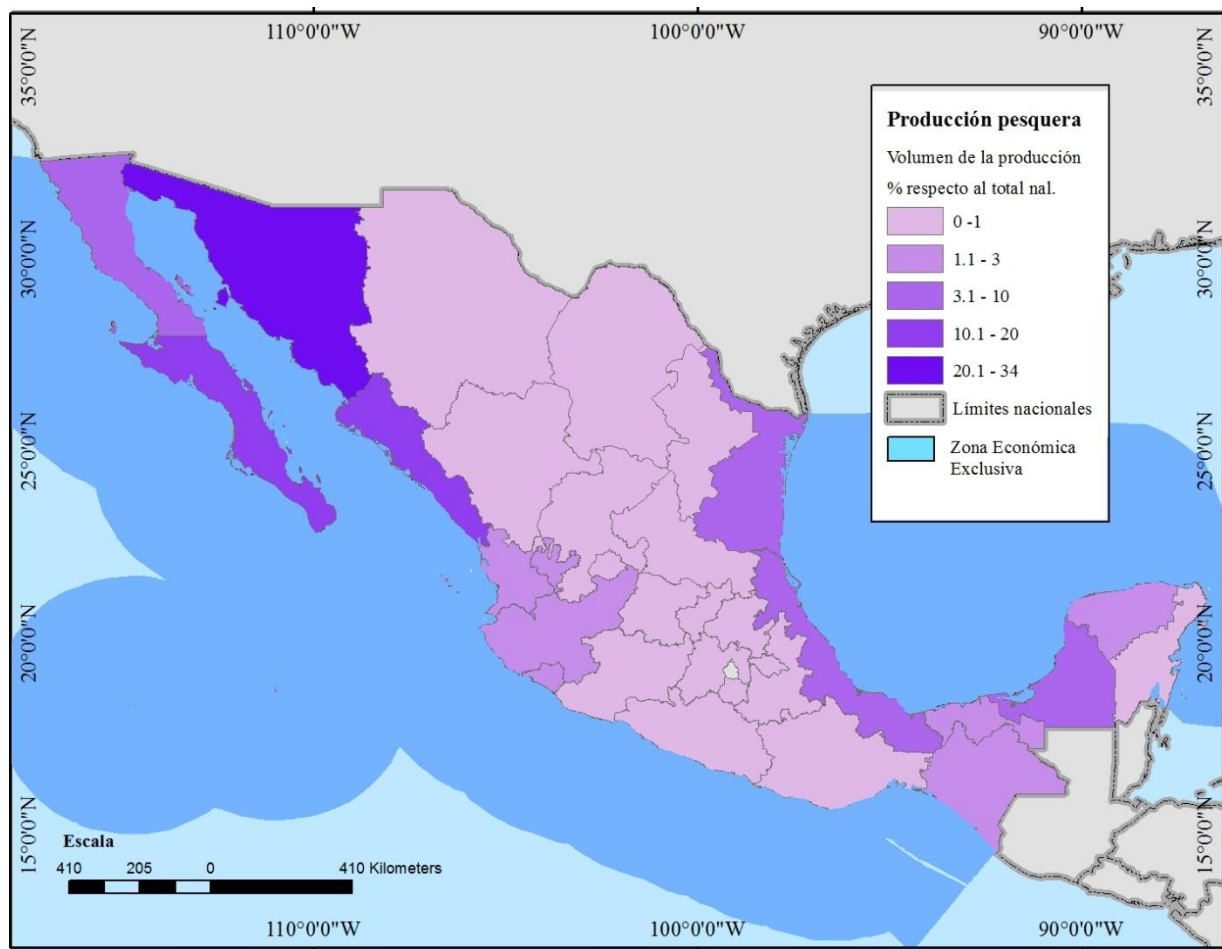 110°0'0"W 100°0'0"W 90°0'0"W
35°0'0"N
35°0'0"N
Producción pesquera
Volumen de la producción
% respecto al total nal.
0 -1
1.1 - 3
3.1 - 10
10.1 - 20
20.1 - 34
Límites nacionales
Zona Económica
Exclusiva
30°0'0"N
30°0'0"N
25°0'0"N
25°0'0"N
20°0'0"N
20°0'0"N
15°0'0"N
15°0'0"N
Escala
410 205 0 410 Kilometers
110°0'0"W 100°0'0"W 90°0'0"W